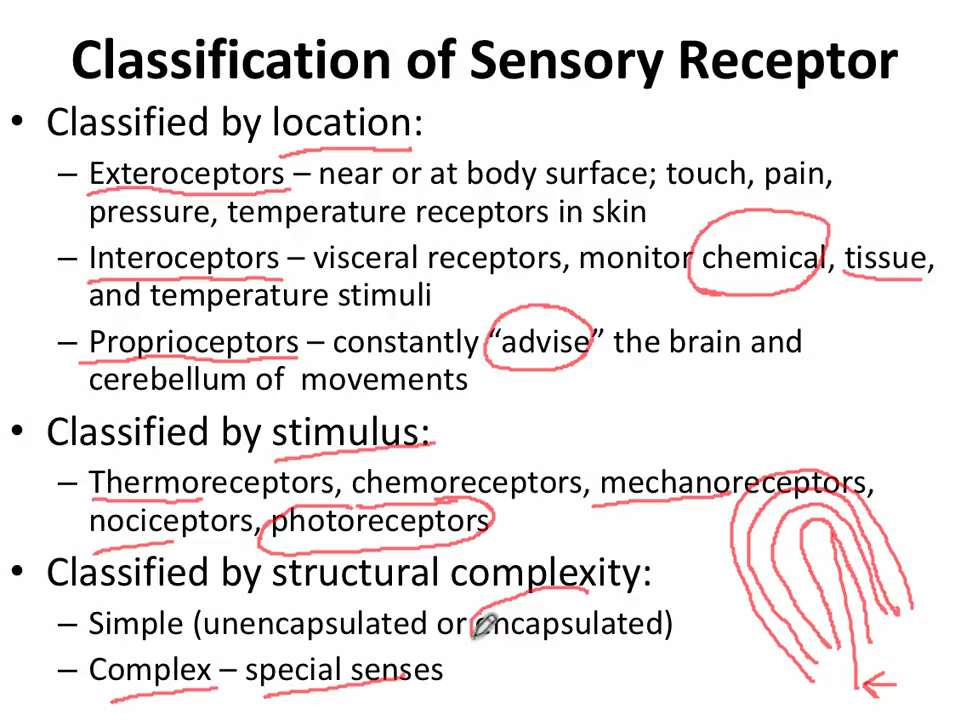 Classification of Sensory Receptor
• Classified by location:
– Exteroceptors – near or at body surface; touch, pain,
pressure, temperature receptors in skin
– Interoceptors – visceral receptors, monitor chemical, tissue,
and temperature stimuli
– Proprioceptors – constantly “advise” the brain and
cerebellum of movements
• Classified by stimulus:
– Thermoreceptors, chemoreceptors, mechanoreceptors,
nociceptors, photoreceptors
• Classified by structural complexity:
– Simple (unencapsulated or encapsulated)
– Complex – special senses